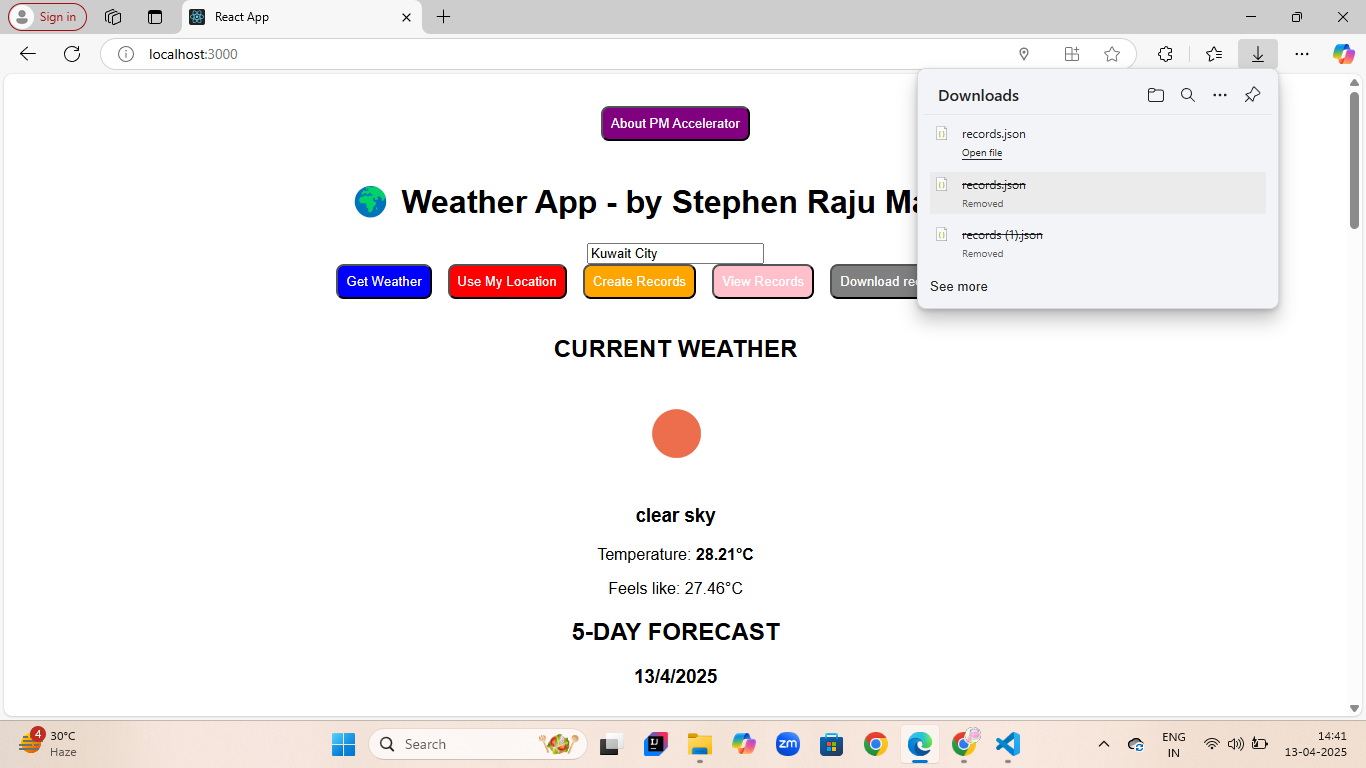 Sign in
React App
localhost:3000
Downloads
records.json
Open file
records.json
Removed
records (1).json
Removed
See more
About PM Accelerator
Weather App - by Stephen Raju
Kuwait City
Get Weather
Use My Location
Create Records
View Records
Download
CURRENT WEATHER
clear sky
Temperature: 28.21°C
Feels like: 27.46°C
5-DAY FORECAST
13/4/2025
4
30°C
Haze
Search
zm
ENG
IN
14:41
13-04-2025